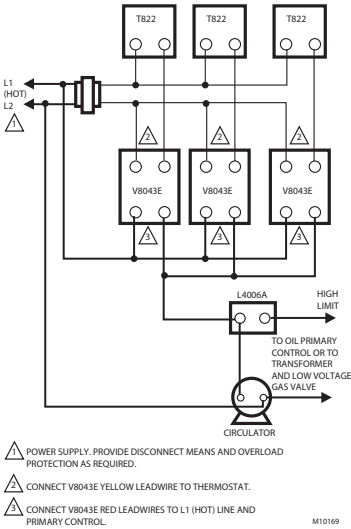 T822 T822 T822
L1
(HOT)
L2
1
2 2 2
V8043E V8043E V8043E
3 3 3
L4006A
HIGH
LIMIT
TO OIL PRIMARY
CONTROL OR TO
TRANSFORMER
AND LOW VOLTAGE
GAS VALVE
CIRCULATOR
1 POWER SUPPLY. PROVIDE DISCONNECT MEANS AND OVERLOAD
PROTECTION AS REQUIRED.
2 CONNECT V8043E YELLOW LEADWIRE TO THERMOSTAT.
3 CONNECT V8043E RED LEADWIRES TO L1 (HOT) LINE AND
PRIMARY CONTROL.
M10169